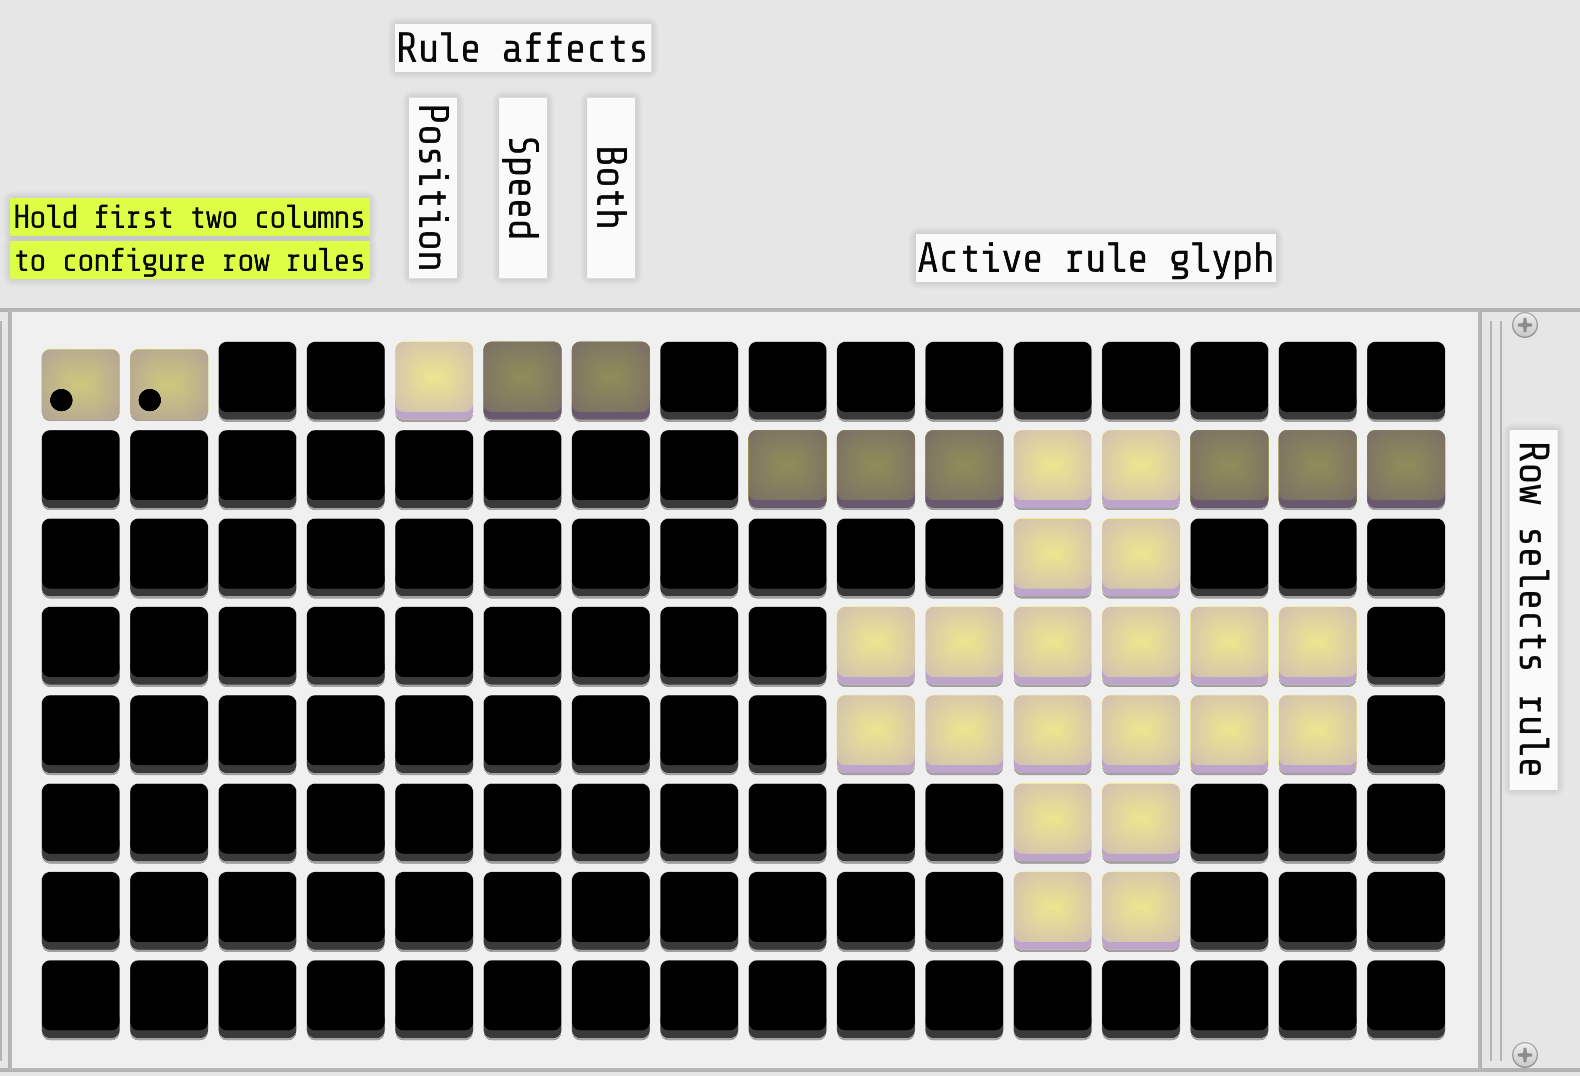 Rule affects
Position
Speed
Both
Hold first two columns
to configure row rules
Active rule glyph
Row selects rule